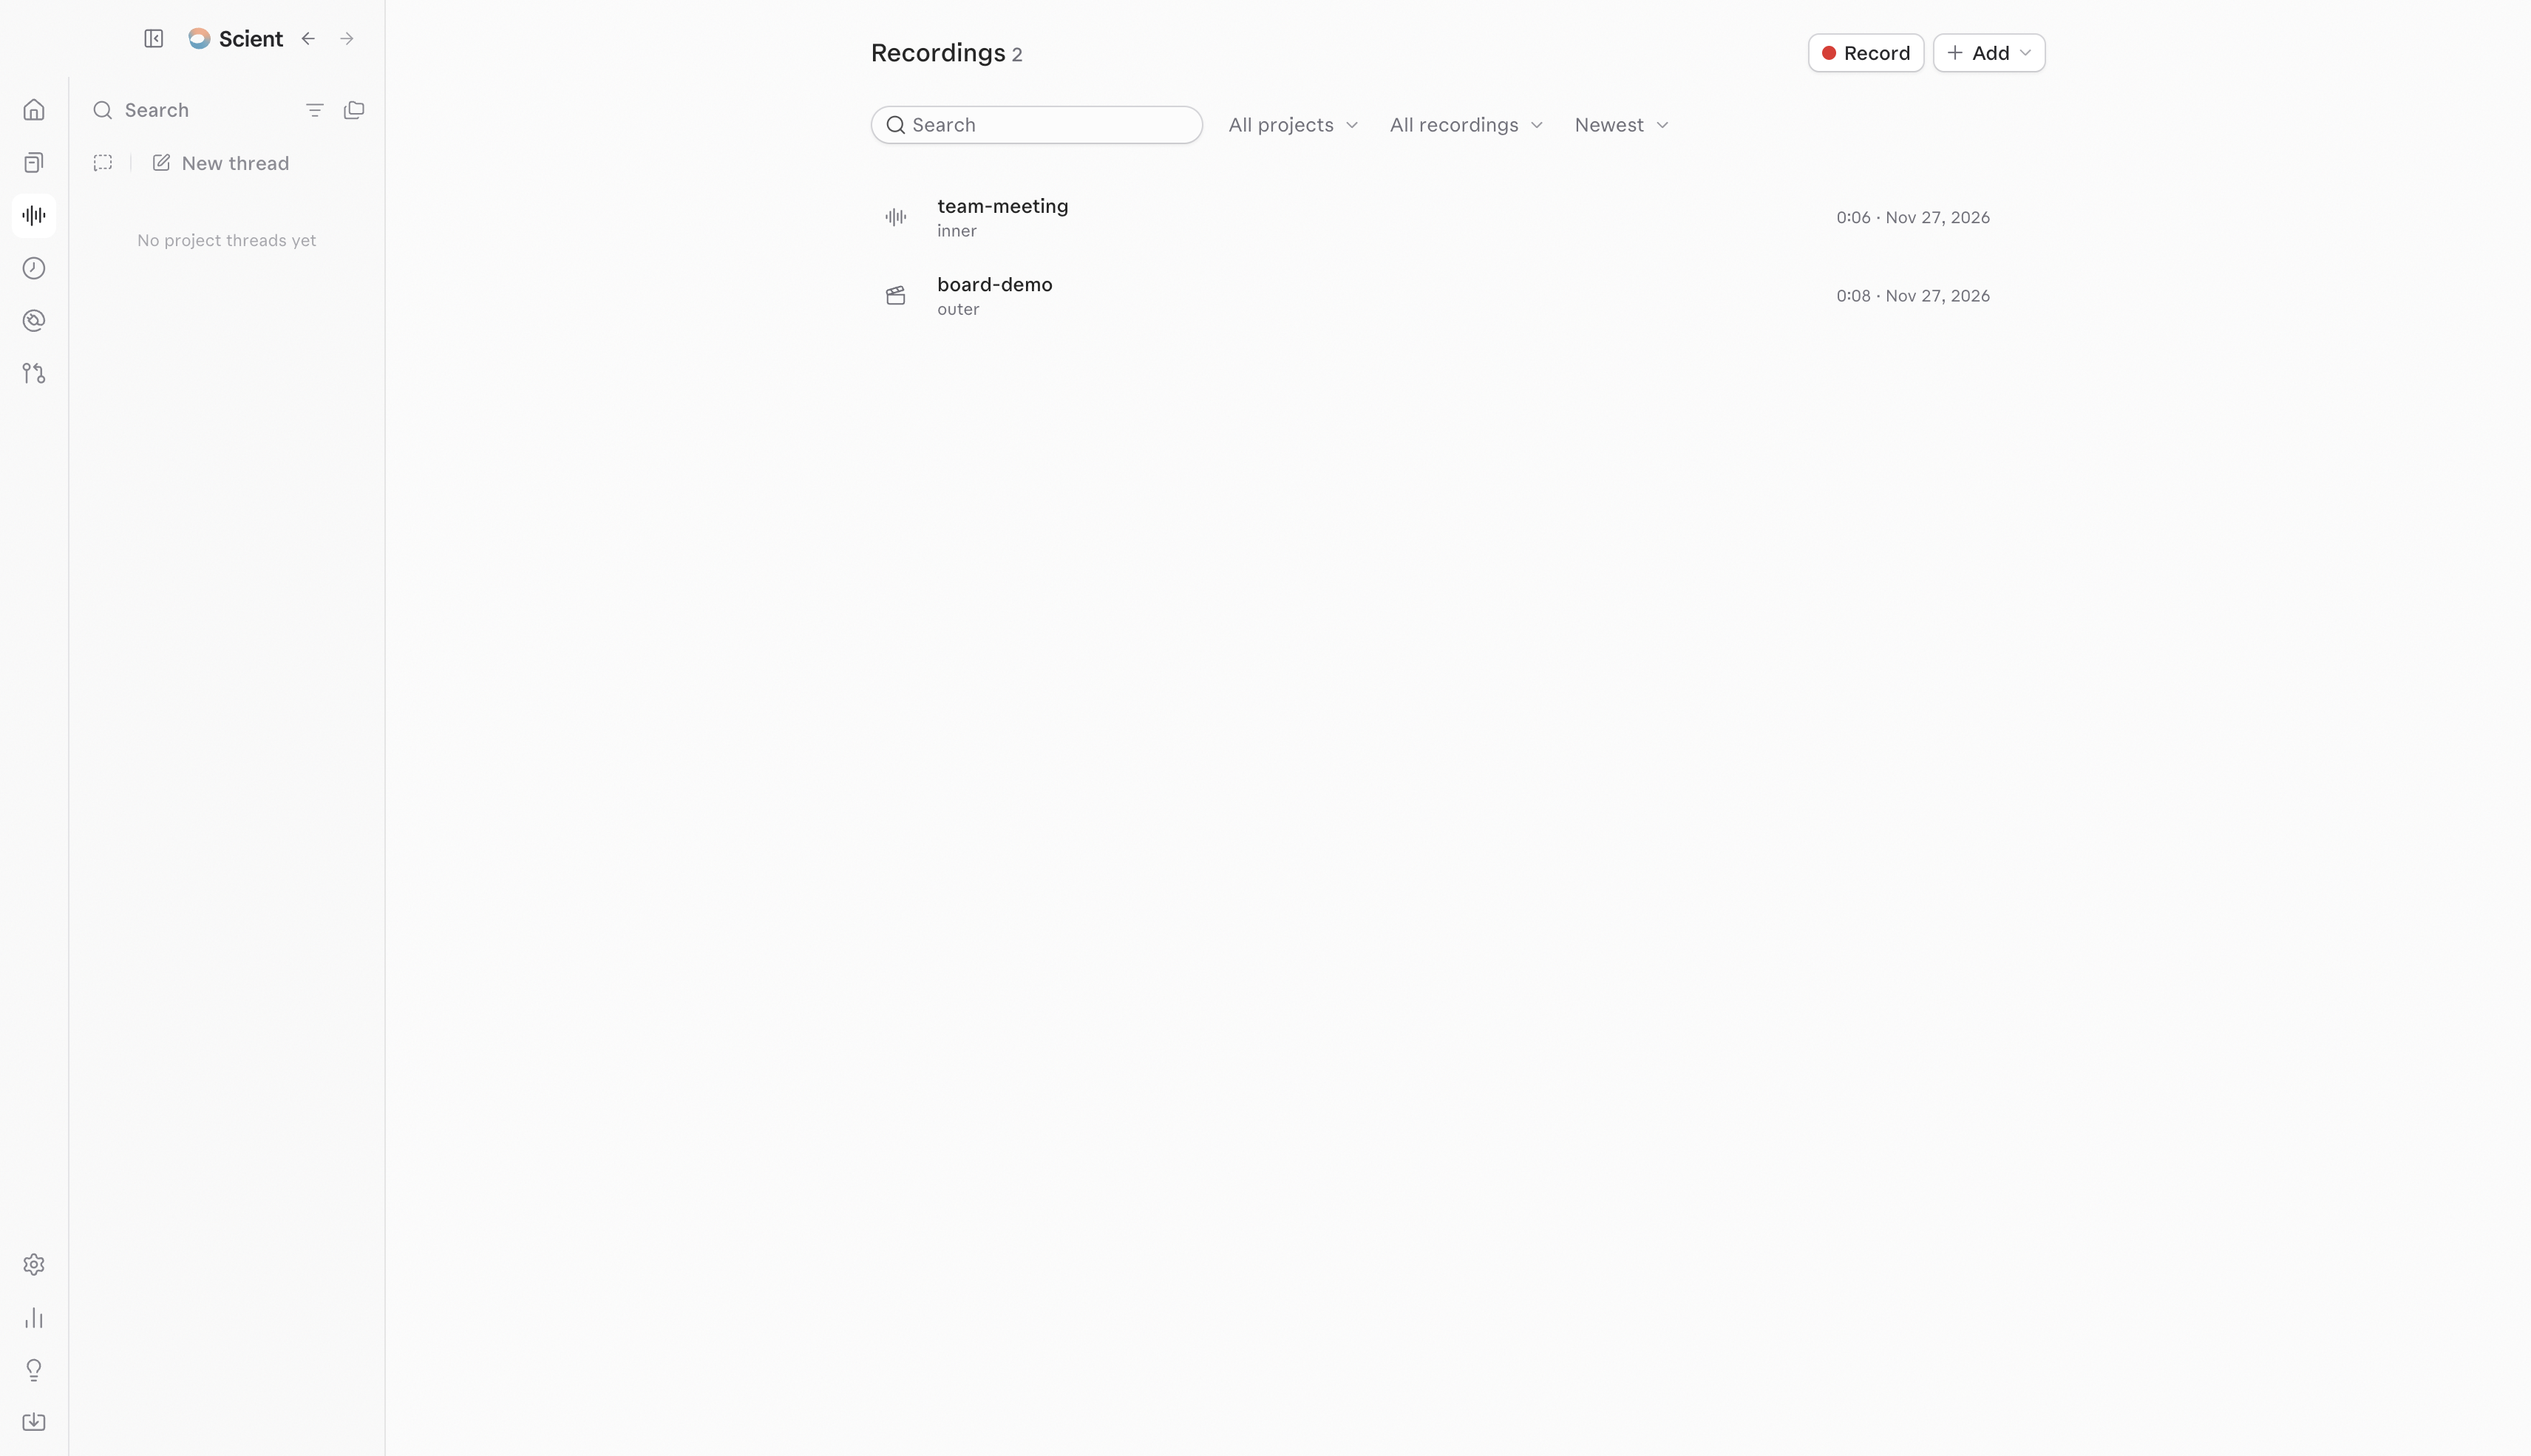 Scient
Search
New thread
No project threads yet
Recordings 2
Record
Add
Search
All projects
All recordings
Newest
team-meeting
inner
0:06 · Nov 27, 2026
board-demo
outer
0:08 · Nov 27, 2026